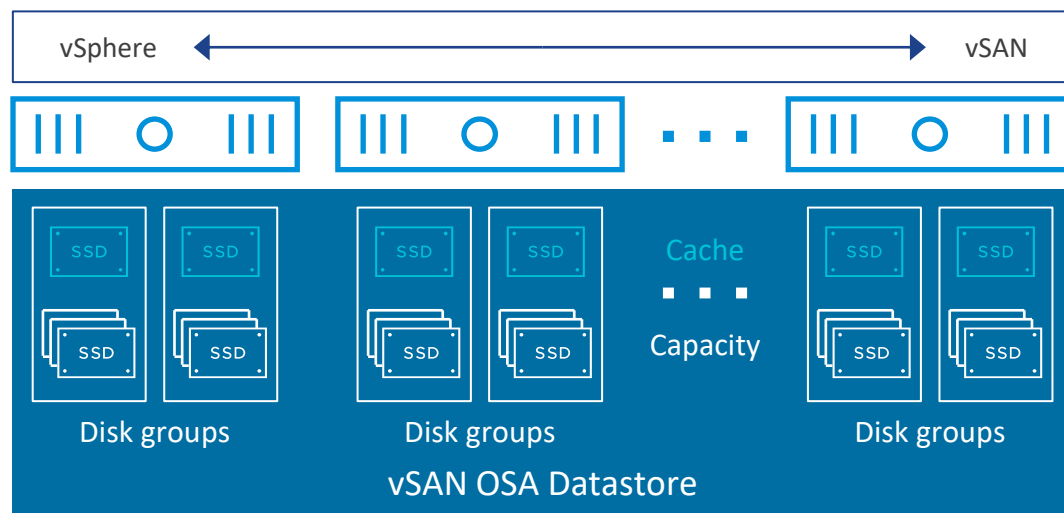 vSphere vSAN
SSD SSD SSD SSD Cache SSD SSD
SSD SSD SSD SSD Capacity SSD SSD
Disk groups Disk groups Disk groups
vSAN OSA Datastore